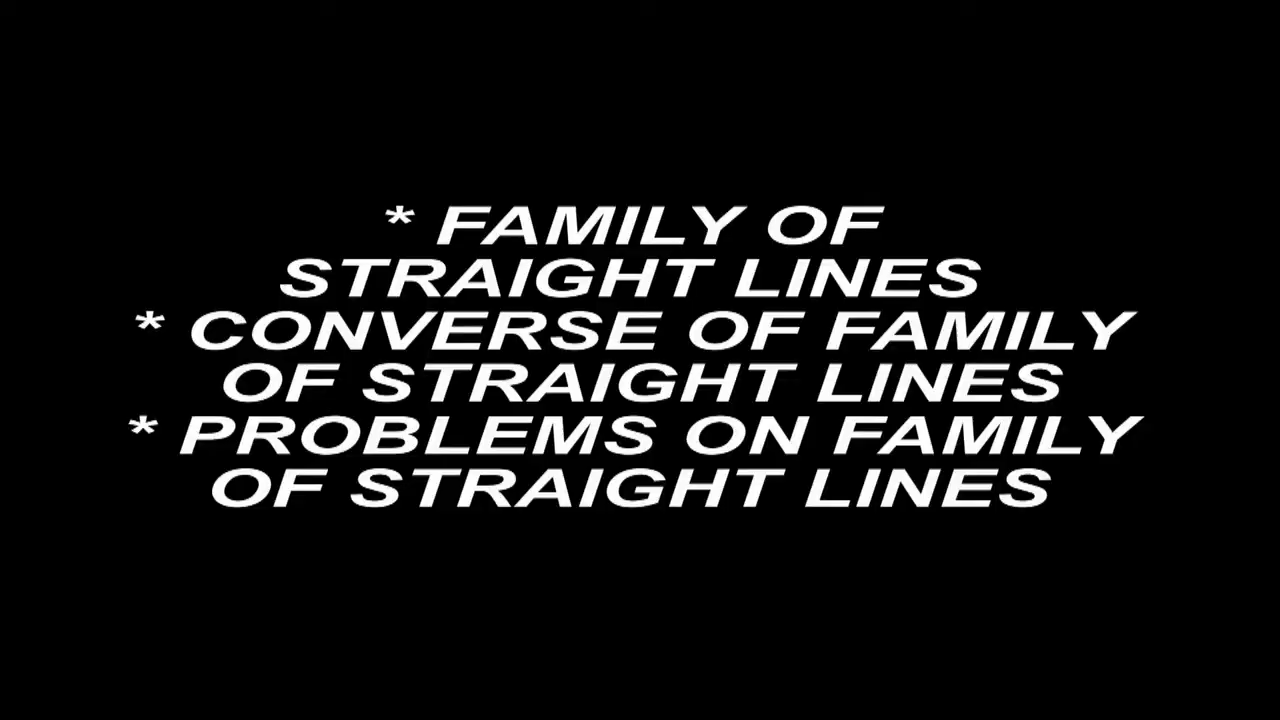 * FAMILY OF
STRAIGHT LINES
* CONVERSE OF FAMILY
OF STRAIGHT LINES
* PROBLEMS ON FAMILY
OF STRAIGHT LINES